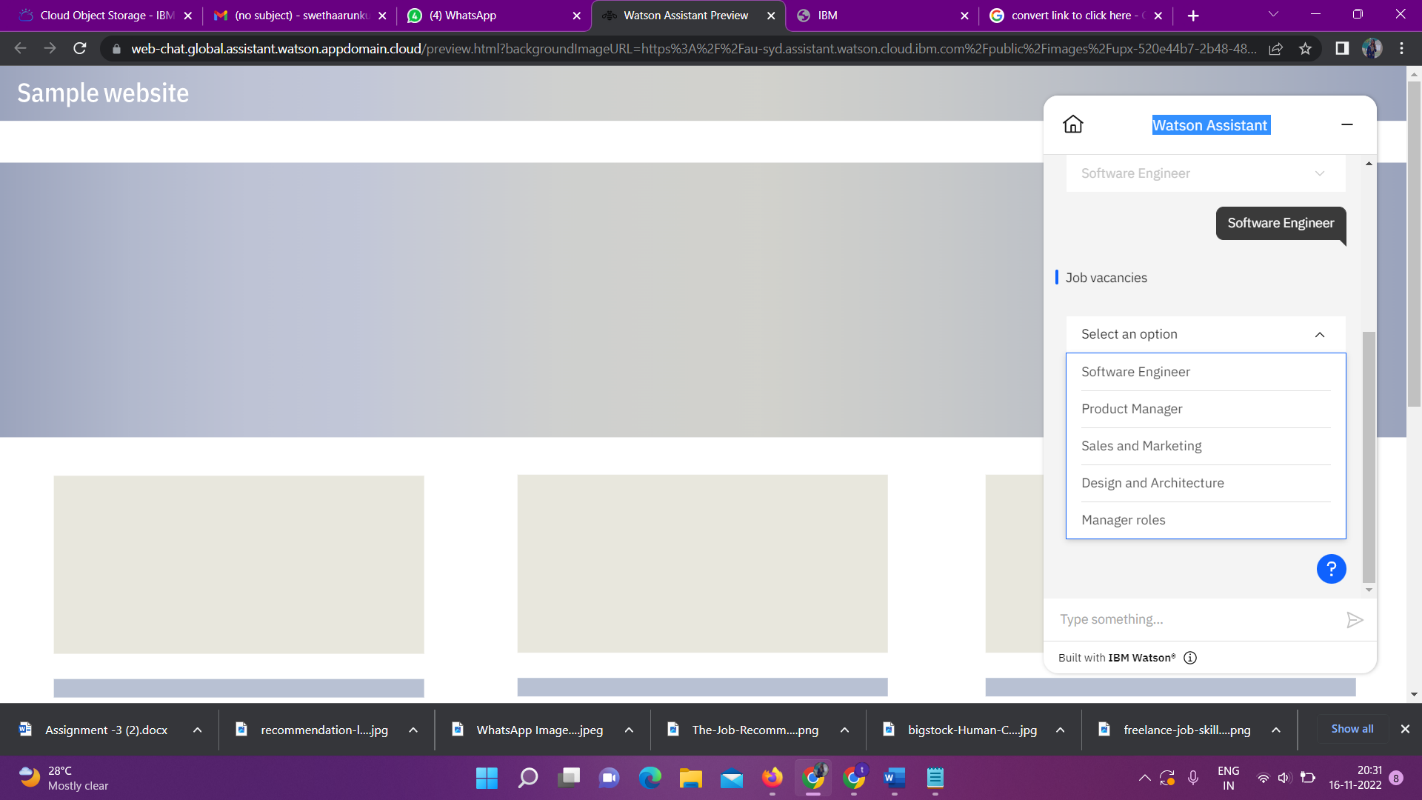 Cloud Object Storage - IBM
(no subject) - swethaarunku
(4) WhatsApp
Watson Assistant Preview
IBM
convert link to click here - G
web-chat.global.assistant.watson.appdomain.cloud/preview.html?backgroundImageURL=https%3A%2F%2Fau-syd.assistant.watson.cloud.ibm.com%2Fpublic%2Fimages%2Fupx-520e44b7-2b48-48...
Sample website
Watson Assistant
Software Engineer
Software Engineer
Job vacancies
Select an option
Software Engineer
Product Manager
Sales and Marketing
Design and Architecture
Manager roles
?
Type something...
Built with IBM Watson®
Assignment -3 (2).docx
recommendation-l....jpg
WhatsApp Image....jpeg
The-Job-Recomm....png
bigstock-Human-C....jpg
freelance-job-skill....png
Show all
28°C
Mostly clear
ENG
IN
20:31
16-11-2022
8